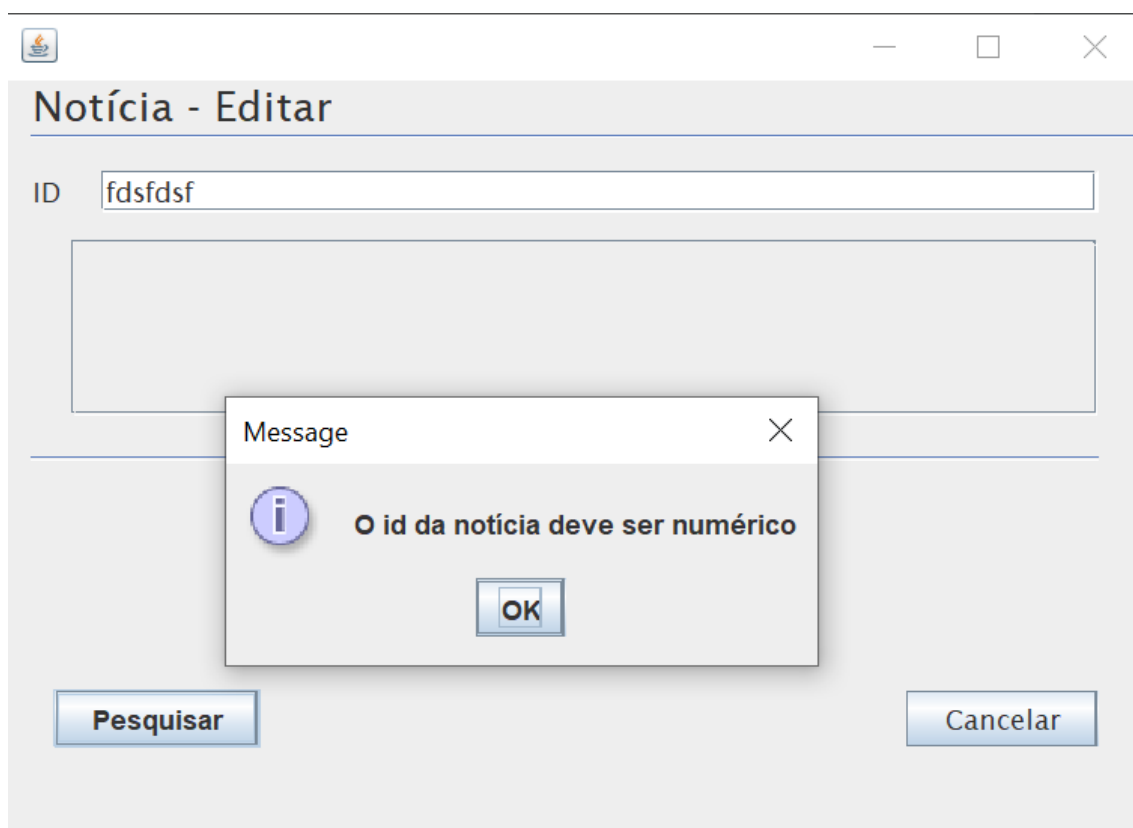 Notícia - Editar
ID fdsfdsf
Message
i
O id da notícia deve ser numérico
OK
Pesquisar Cancelar